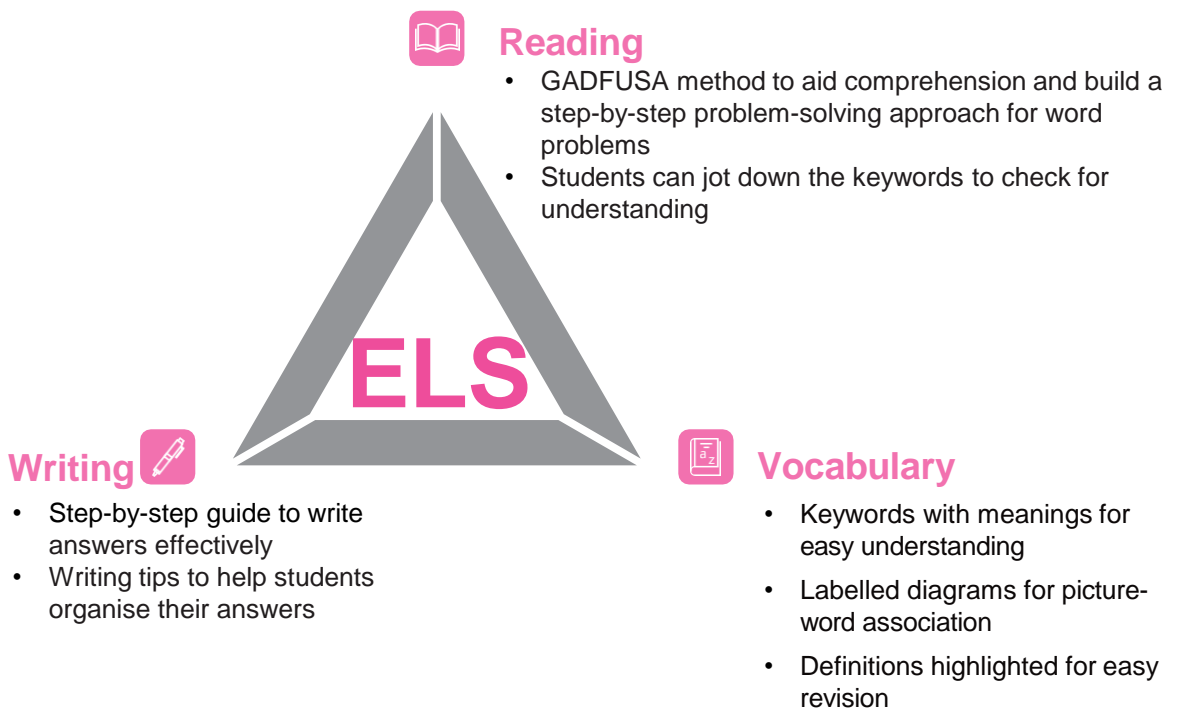 Reading
• GADFUSA method to aid comprehension and build a
step-by-step problem-solving approach for word
problems
• Students can jot down the keywords to check for
understanding
ELS
Writing
• Step-by-step guide to write
answers effectively
• Writing tips to help students
organise their answers
a
z
Vocabulary
• Keywords with meanings for
easy understanding
• Labelled diagrams for picture-
word association
• Definitions highlighted for easy
revision